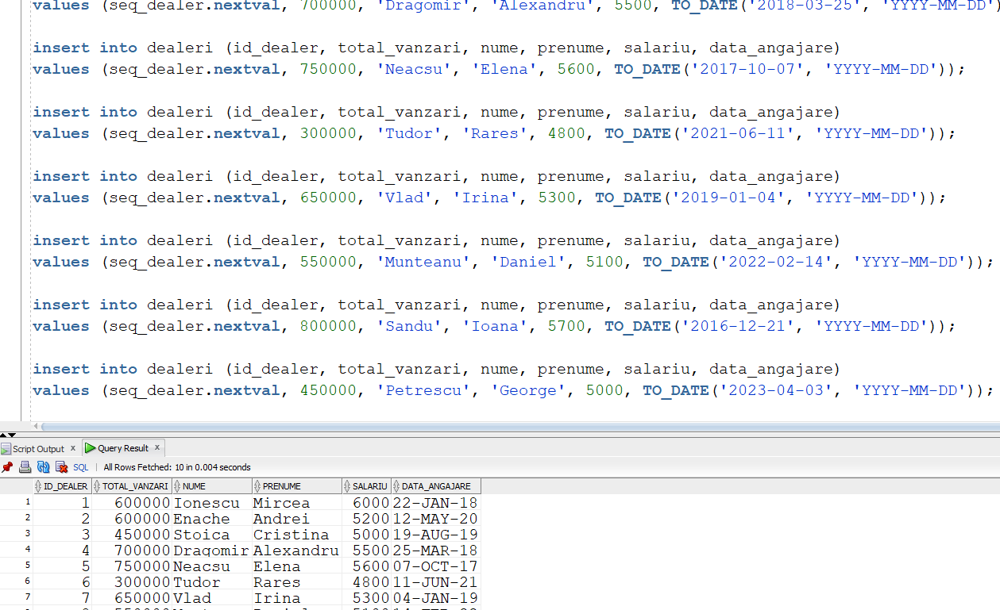 values (seq_dealer.nextval, 700000, 'Dragomir', 'Alexandru', 5500, TO_DATE('2018-03-25', 'YYYY-MM-DD')
insert into dealeri (id_dealer, total_vanzari, nume, prenume, salariu, data_angajare)
values (seq_dealer.nextval, 750000, 'Neacsu', 'Elena', 5600, TO_DATE('2017-10-07', 'YYYY-MM-DD'));
insert into dealeri (id_dealer, total_vanzari, nume, prenume, salariu, data_angajare)
values (seq_dealer.nextval, 300000, 'Tudor', 'Rares', 4800, TO_DATE('2021-06-11', 'YYYY-MM-DD'));
insert into dealeri (id_dealer, total_vanzari, nume, prenume, salariu, data_angajare)
values (seq_dealer.nextval, 650000, 'Vlad', 'Irina', 5300, TO_DATE('2019-01-04', 'YYYY-MM-DD'));
insert into dealeri (id_dealer, total_vanzari, nume, prenume, salariu, data_angajare)
values (seq_dealer.nextval, 550000, 'Munteanu', 'Daniel', 5100, TO_DATE('2022-02-14', 'YYYY-MM-DD'));
insert into dealeri (id_dealer, total_vanzari, nume, prenume, salariu, data_angajare)
values (seq_dealer.nextval, 800000, 'Sandu', 'Ioana', 5700, TO_DATE('2016-12-21', 'YYYY-MM-DD'));
insert into dealeri (id_dealer, total_vanzari, nume, prenume, salariu, data_angajare)
values (seq_dealer.nextval, 450000, 'Petrescu', 'George', 5000, TO_DATE('2023-04-03', 'YYYY-MM-DD'));
Script Output x Query Result x
SQL | All Rows Fetched: 10 in 0.004 seconds
ID_DEALER TOTAL_VANZARI NUME PRENUME SALARIU DATA_ANGAJARE
1 1 600000 Ionescu Mircea 6000 22-JAN-18
2 2 600000 Enache Andrei 5200 12-MAY-20
3 3 450000 Stoica Cristina 5000 19-AUG-19
4 4 700000 Dragomir Alexandru 5500 25-MAR-18
5 5 750000 Neacsu Elena 5600 07-OCT-17
6 6 300000 Tudor Rares 4800 11-JUN-21
7 7 650000 Vlad Irina 5300 04-JAN-19